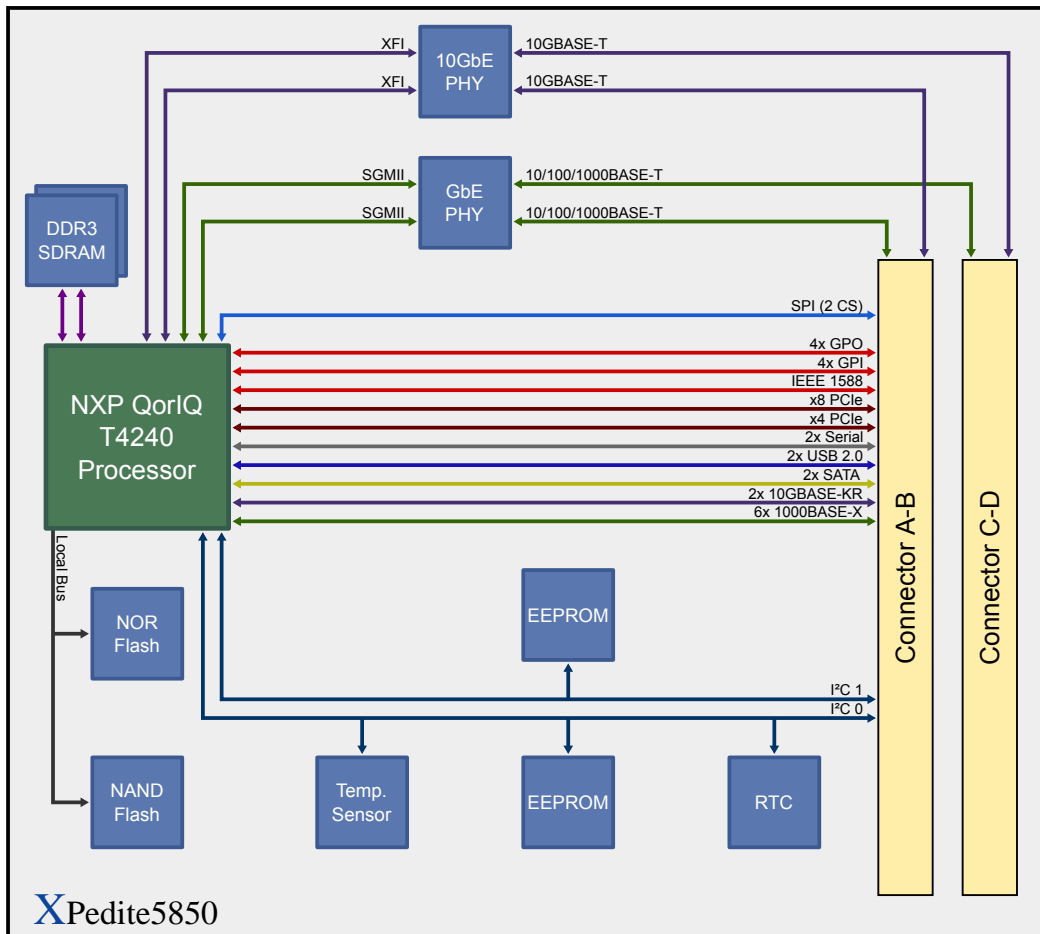 XFI
10GbE
PHY
10GBASE-T
XFI
10GBASE-T
SGMII
GbE
PHY
10/100/1000BASE-T
SGMII
10/100/1000BASE-T
DDR3
SDRAM
SPI (2 CS)
4x GPO
4x GPI
IEEE 1588
x8 PCIe
x4 PCIe
2x Serial
2x USB 2.0
2x SATA
2x 10GBASE-KR
6x 1000BASE-X
NXP QorIQ
T4240
Processor
Connector A-B
Connector C-D
Local Bus
NOR
Flash
EEPROM
I²C 1
I²C 0
NAND
Flash
Temp.
Sensor
EEPROM
RTC
XPedite5850